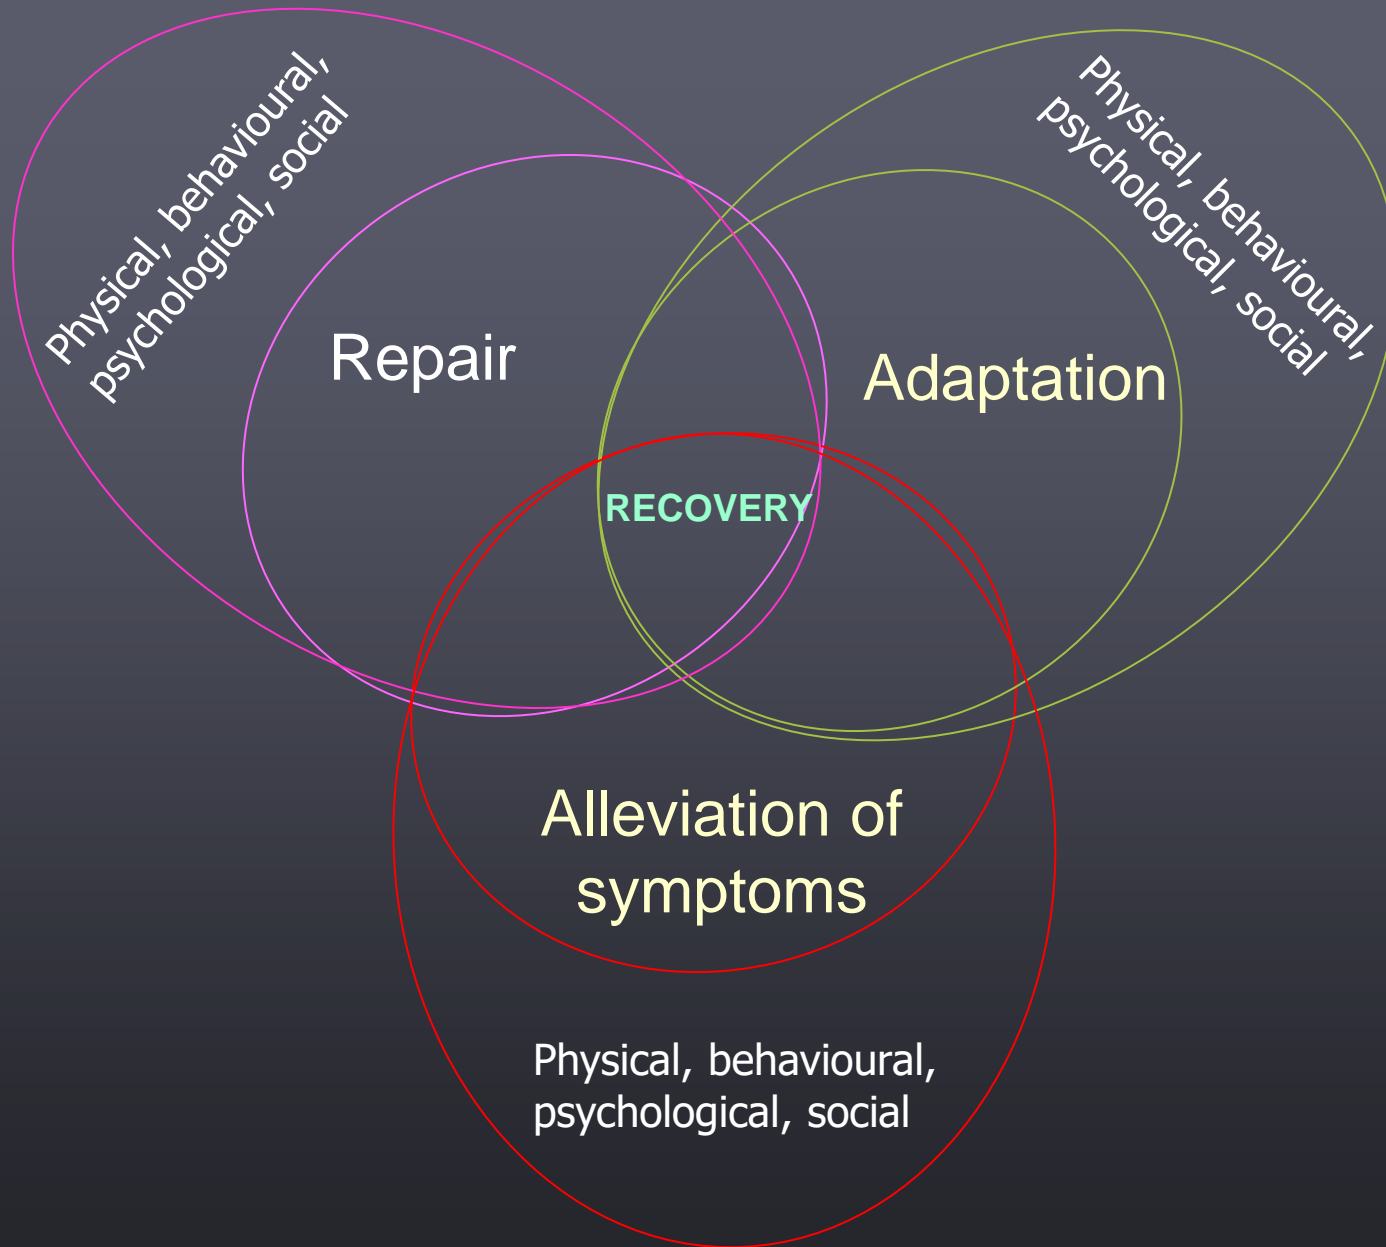 Physical, behavioural,
psychological, social
Physical, behavioural,
psychological, social
Repair
Adaptation
RECOVERY
Alleviation of
symptoms
Physical, behavioural,
psychological, social